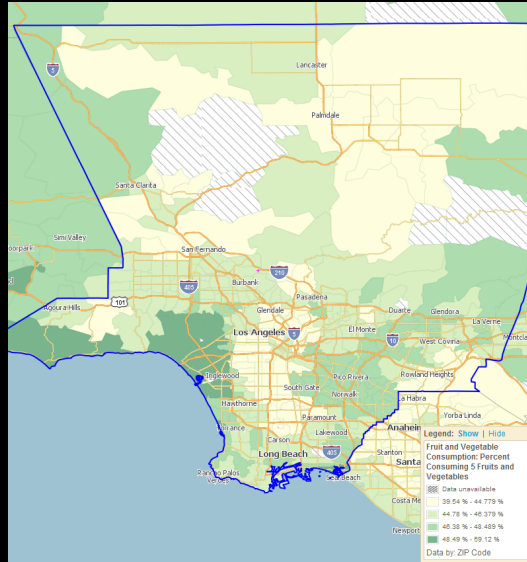 Lancaster
5
Palmdale
Santa Clarita
Simi Valley
oorpark
San Fernando
210
Burbank
405
Pasadena
101
Agoura Hills
Glendale
Duarte
Glendora
La Verne
Los Angeles
5
El Monte
10
West Covina
Montcla
Inglewood
Pico Rivera
Rowland Heights
South Gate
Norwalk
Hawthorne
La Habra
Paramount
Yorba Linda
Torrance
Carson
Lakewood
Anaheim
Long Beach
405
Stanton
Santa
Rancho Palos
Verdes
Seal Beach
Costa Me
Newport
Legend: Show | Hide
Fruit and Vegetable
Consumption: Percent
Consuming 5 Fruits and
Vegetables
Data unavailable
39.54 % - 44.779 %
44.78 % - 46.379 %
46.38 % - 48.489 %
48.49 % - 69.12 %
Data by: ZIP Code